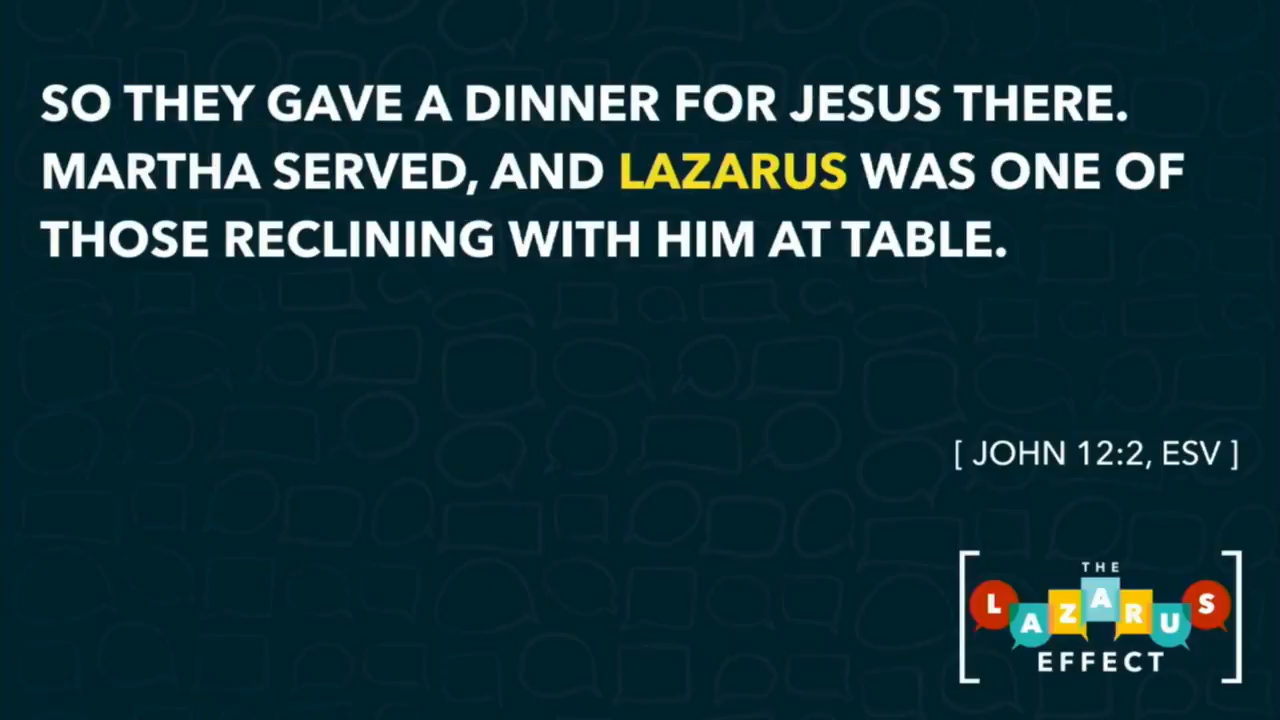 SO THEY GAVE A DINNER FOR JESUS THERE.
MARTHA SERVED, AND LAZARUS WAS ONE OF
THOSE RECLINING WITH HIM AT TABLE.
[ JOHN 12:2, ESV ]
THE
LAZARUS
EFFECT